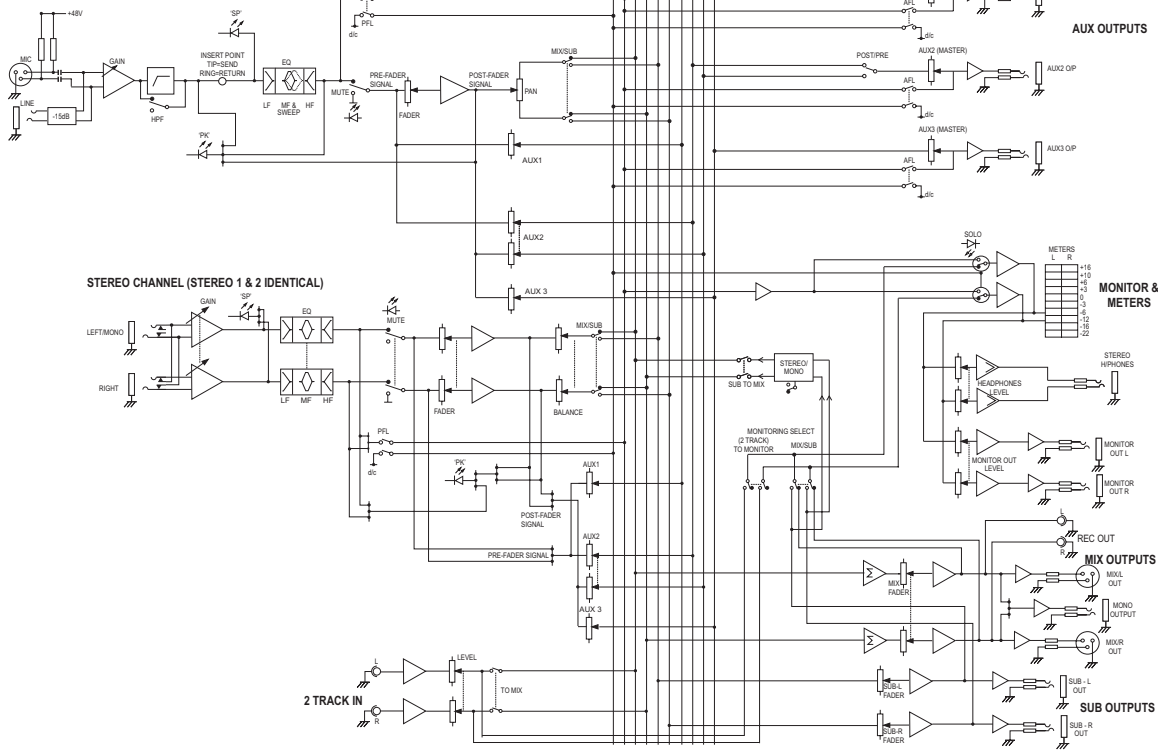 'SP'
+48V
PFL
d/c
AFL
d/c
AUX OUTPUTS
MIC
GAIN
INSERT POINT
TIP=SEND
RING=RETURN
EQ
LF
MF &
SWEEP
HF
HPF
LINE
-15dB
'PK'
MUTE
PRE-FADER
SIGNAL
FADER
POST-FADER
SIGNAL
PAN
MIX/SUB
AUX1
AUX2
AUX 3
POST/PRE
AUX2 (MASTER)
AUX2 O/P
AFL
d/c
AUX3 (MASTER)
AUX3 O/P
AFL
d/c
STEREO CHANNEL (STEREO 1 & 2 IDENTICAL)
GAIN
'SP'
EQ
LEFT/MONO
RIGHT
LF
MF
HF
MUTE
FADER
MIX/SUB
BALANCE
PFL
d/c
'PK'
POST-FADER
SIGNAL
PRE-FADER SIGNAL
AUX1
AUX2
AUX 3
SOLO
METERS
L R
+16
+10
+6
+3
0
-3
-6
-12
-16
-22
MONITOR &
METERS
STEREO
H/PHONES
HEADPHONES
LEVEL
SUB TO MIX
STEREO/
MONO
MONITORING SELECT
(2 TRACK)
TO MONITOR
MIX/SUB
MONITOR
OUT L
MONITOR OUT
LEVEL
MONITOR
OUT R
L
R
REC OUT
MIX OUTPUTS
Σ
MIX
FADER
MIX/L
OUT
MONO
OUTPUT
Σ
MIX/R
OUT
2 TRACK IN
L
R
LEVEL
TO MIX
SUB-L
FADER
SUB - L
OUT
SUB OUTPUTS
SUB-R
FADER
SUB - R
OUT